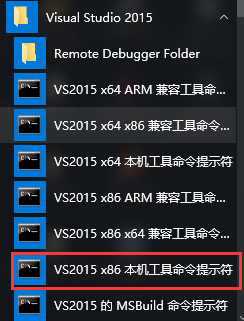 Visual Studio 2015
Remote Debugger Folder
VS2015 x64 ARM 兼容工具命...
VS2015 x64 x86 兼容工具命令...
VS2015 x64 本机工具命令提示符
VS2015 x86 ARM 兼容工具命...
VS2015 x86 x64 兼容工具命令...
VS2015 x86 本机工具命令提示符
VS2015 的 MSBuild 命令提示符